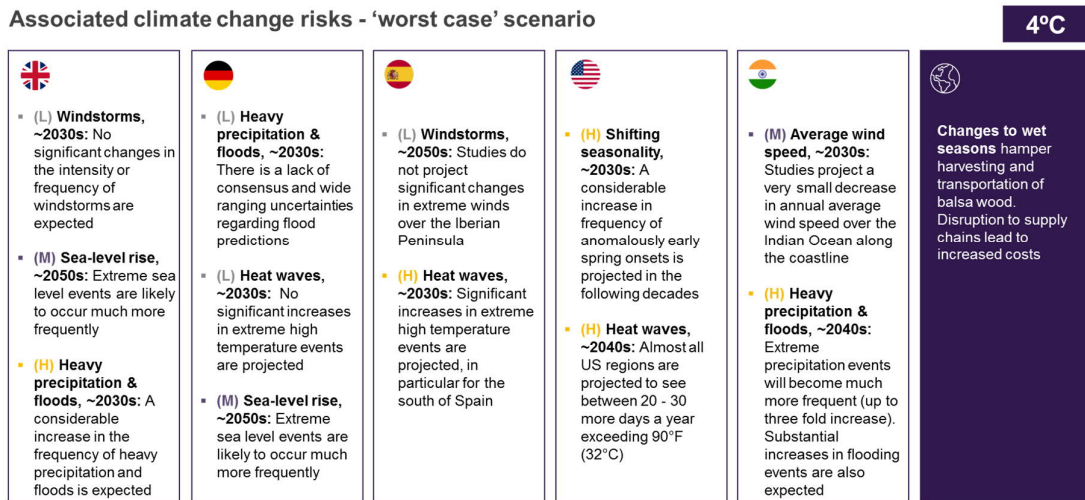 Associated climate change risks - ‘worst case’ scenario
4ºC
▪ (L) Windstorms,
~2030s: No
significant changes in
the intensity or
frequency of
windstorms are
expected
▪ (M) Sea-level rise,
~2050s: Extreme sea
level events are likely
to occur much more
frequently
▪ (H) Heavy
precipitation &
floods, ~2030s: A
considerable
increase in the
frequency of heavy
precipitation and
floods is expected
▪ (L) Heavy
precipitation &
floods, ~2030s:
There is a lack of
consensus and wide
ranging uncertainties
regarding flood
predictions
▪ (L) Heat waves,
~2030s: No
significant increases
in extreme high
temperature events
are projected
▪ (M) Sea-level rise,
~2050s: Extreme
sea level events are
likely to occur much
more frequently
▪ (L) Windstorms,
~2050s: Studies do
not project
significant changes
in extreme winds
over the Iberian
Peninsula
▪ (H) Heat waves,
~2030s: Significant
increases in extreme
high temperature
events are
projected, in
particular for the
south of Spain
▪ (H) Shifting
seasonality,
~2030s: A
considerable
increase in
frequency of
anomalously early
spring onsets is
projected in the
following decades
▪ (H) Heat waves,
~2040s: Almost all
US regions are
projected to see
between 20 - 30
more days a year
exceeding 90°F
(32°C)
▪ (M) Average wind
speed, ~2030s:
Studies project a
very small decrease
in annual average
wind speed over the
Indian Ocean along
the coastline
▪ (H) Heavy
precipitation &
floods, ~2040s:
Extreme
precipitation events
will become much
more frequent (up to
three fold increase).
Substantial
increases in flooding
events are also
expected
Changes to wet
seasons hamper
harvesting and
transportation of
balsa wood.
Disruption to supply
chains lead to
increased costs